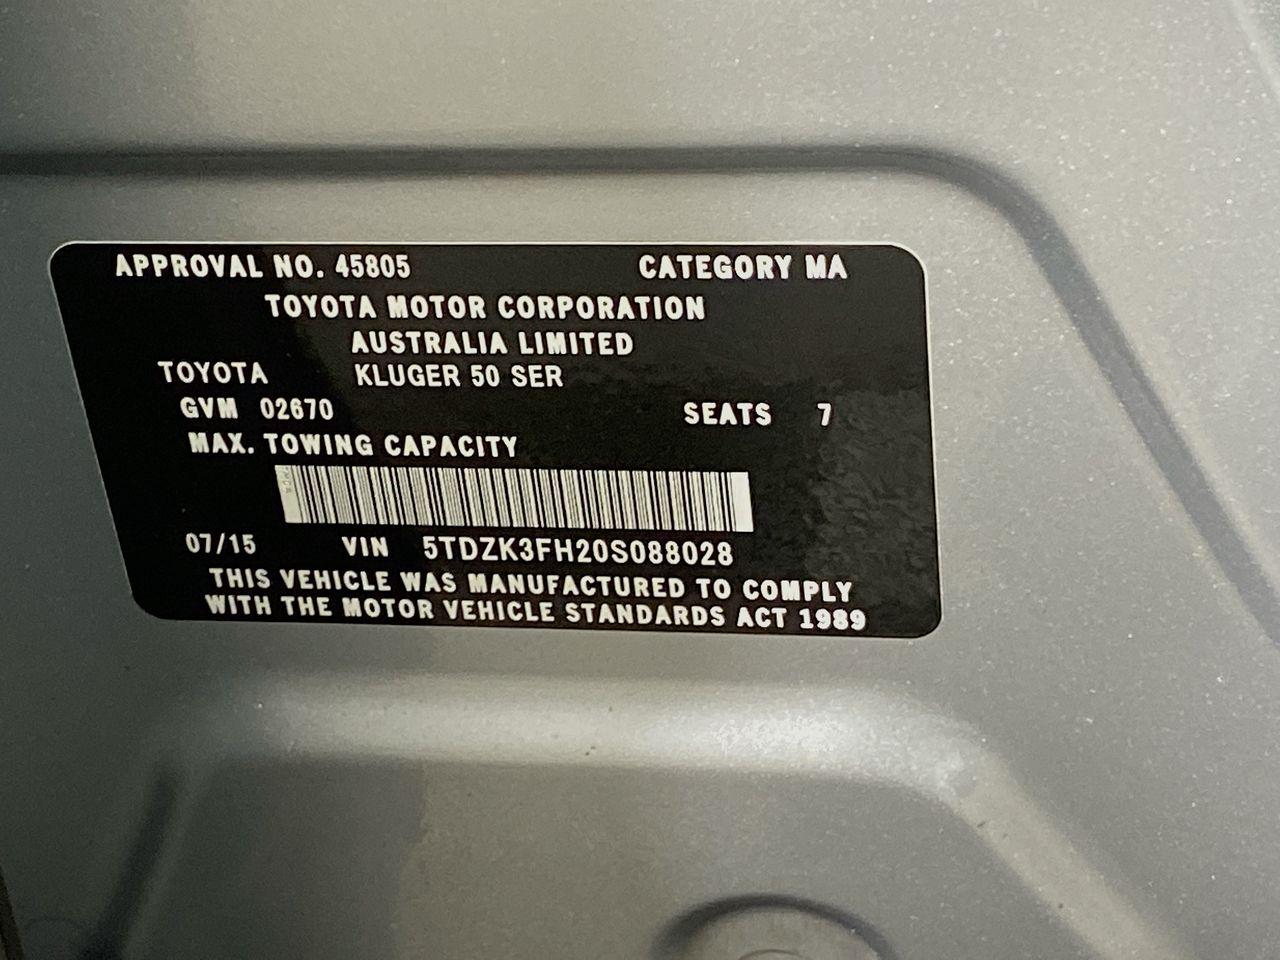 APPROVAL NO. 45805 CATEGORY MA
TOYOTA MOTOR CORPORATION
AUSTRALIA LIMITED
TOYOTA KLUGER 50 SER
GVM 02670 SEATS 7
MAX. TOWING CAPACITY
07/15 VIN 5TDZK3FH20S088028
THIS VEHICLE WAS MANUFACTURED TO COMPLY
WITH THE MOTOR VEHICLE STANDARDS ACT 1989